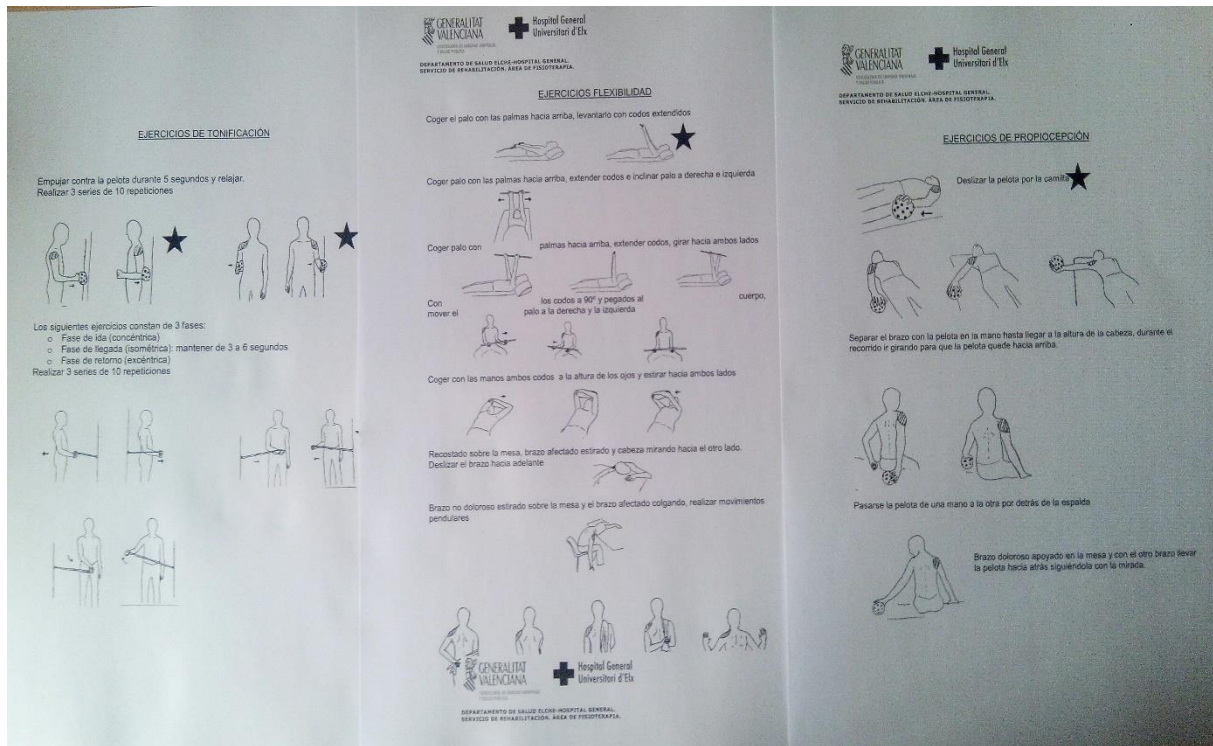 EJERCICIOS DE TONIFICACIÓN
Empujar contra la pelota durante 5 segundos y relajar.
Realizar 3 series de 10 repeticiones
Los siguientes ejercicios constan de 3 fases:
o Fase de ida (concéntrica)
o Fase de llegada (isométrica): mantener de 3 a 6 segundos
o Fase de retorno (excéntrica)
Realizar 3 series de 10 repeticiones
GENERALITAT
VALENCIANA
Hospital General
Universitari d'Elx
DEPARTAMENTO DE SALUD ELCHE-HOSPITAL GENERAL.
SERVICIO DE REHABILITACIÓN. ÁREA DE FISIOTERAPIA.
EJERCICIOS FLEXIBILIDAD
Coger el palo con las palmas hacia arriba, levantarlo con codos extendidos
Coger palo con las palmas hacia arriba, extender codos e inclinar palo a derecha e izquierda
Coger palo con palmas hacia arriba, extender codos, girar hacia ambos lados
Con los codos a 90º y pegados al cuerpo,
mover el palo a la derecha y la izquierda
Coger con las manos ambos codos a la altura de los ojos y estirar hacia ambos lados
Recostado sobre la mesa, brazo afectado estirado y cabeza mirando hacia el otro lado.
Deslizar el brazo hacia adelante
Brazo no doloroso estirado sobre la mesa y el brazo afectado colgando, realizar movimientos
pendulares
GENERALITAT
VALENCIANA
Hospital General
Universitari d'Elx
DEPARTAMENTO DE SALUD ELCHE-HOSPITAL GENERAL.
SERVICIO DE REHABILITACIÓN. ÁREA DE FISIOTERAPIA.
GENERALITAT
VALENCIANA
Hospital General
Universitari d'Elx
DEPARTAMENTO DE SALUD ELCHE-HOSPITAL GENERAL.
SERVICIO DE REHABILITACIÓN. ÁREA DE FISIOTERAPIA.
EJERCICIOS DE PROPIOCEPCIÓN
Deslizar la pelota por la camilla
Separar el brazo con la pelota en la mano hasta llegar a la altura de la cabeza, durante el
recorrido ir girando para que la pelota quede hacia arriba.
Pasarse la pelota de una mano a la otra por detrás de la espalda
Brazo doloroso apoyado en la mesa y con el otro brazo llevar
la pelota hacia atrás siguiéndola con la mirada.